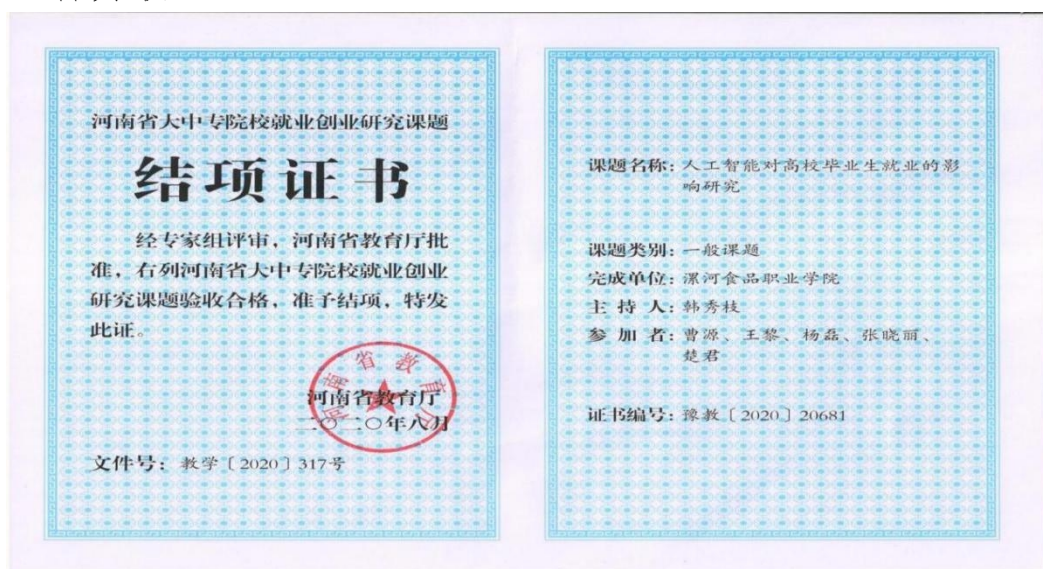 河南省大中专院校就业创业研究课题
结项证书
经专家组评审，河南省教育厅批
准，右列河南省大中专院校就业创业
研究课题验收合格，准予结项，特发
此证。
河南省教育厅
河南省教育厅
二〇二〇年八月
文件号：教学〔2020〕317号
课题名称：人工智能对高校毕业生就业的影
响研究
课题类别：一般课题
完成单位：漯河食品职业学院
主 持 人：韩秀枝
参 加 者：曹源、王黎、杨磊、张晓丽、
楚君
证书编号：豫教〔2020〕20681